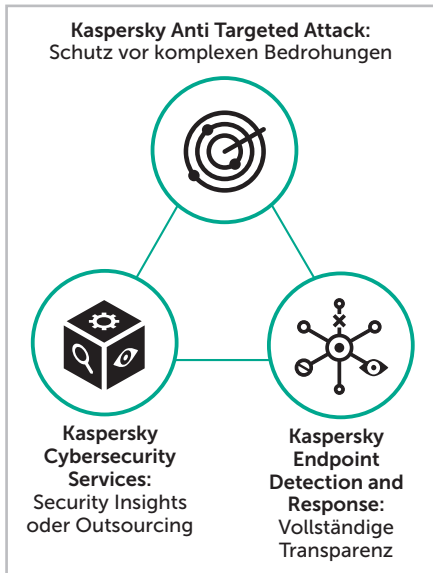 Kaspersky Anti Targeted Attack:
Schutz vor komplexen Bedrohungen
Kaspersky
Cybersecurity
Services:
Security Insights
oder Outsourcing
Kaspersky
Endpoint
Detection and
Response:
Vollständige
Transparenz